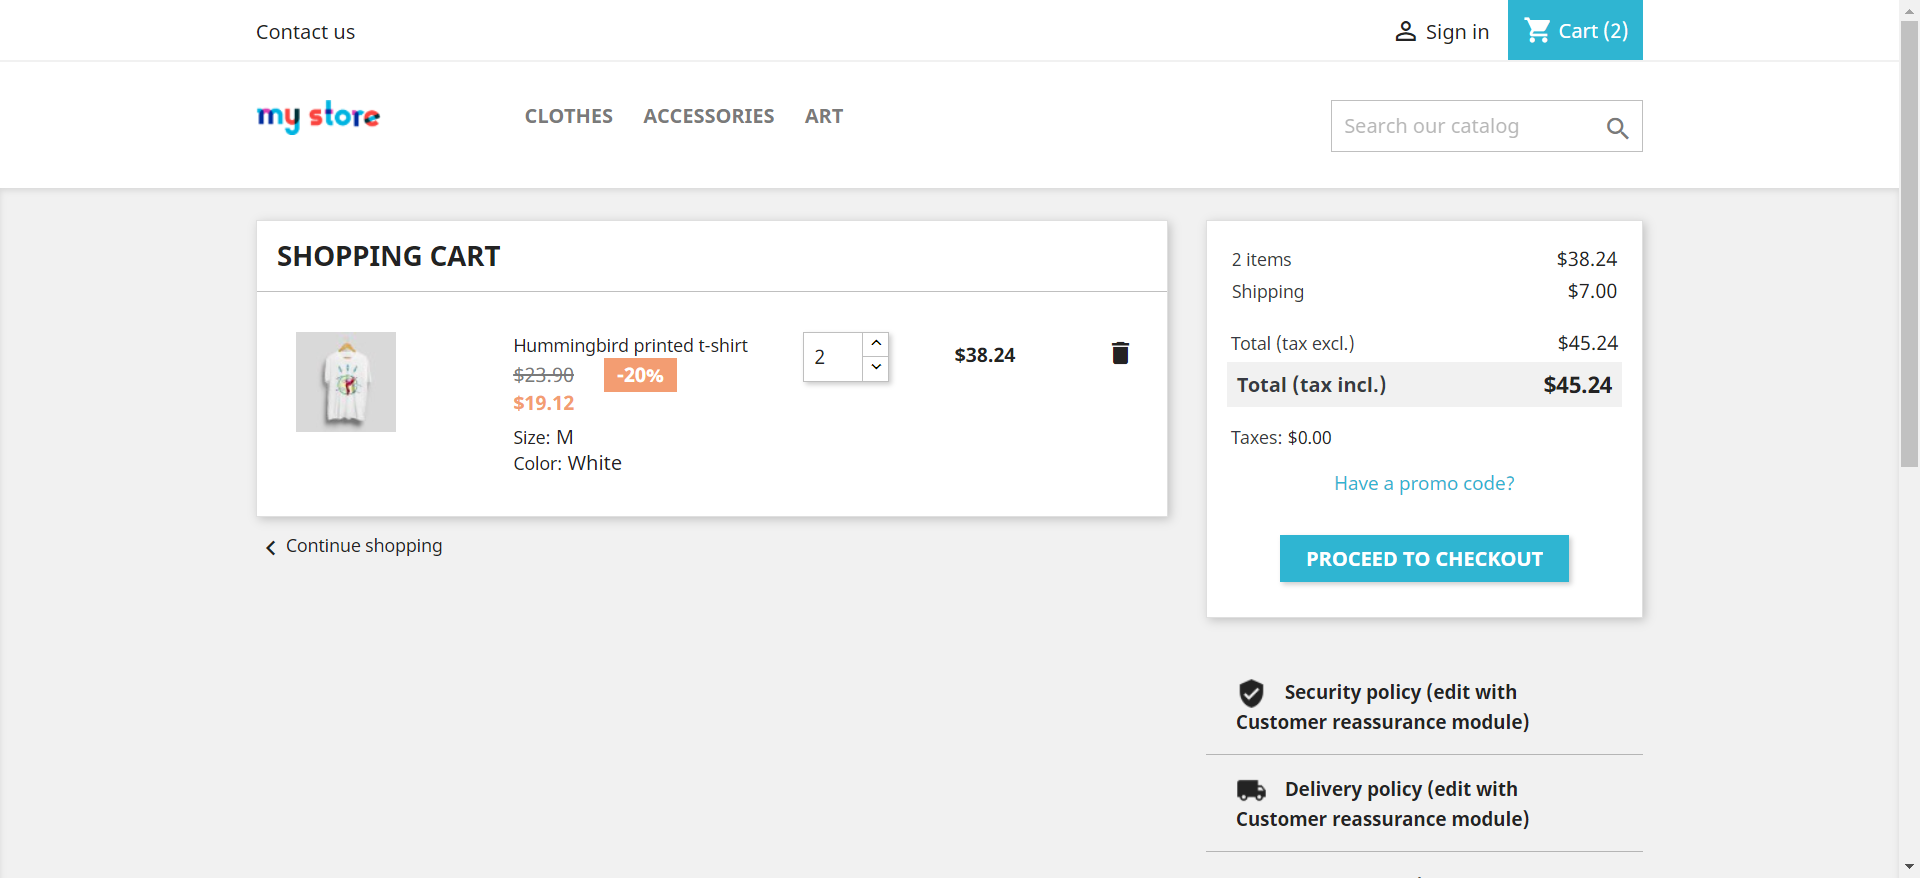 Contact us
Sign in
Cart (2)
my store
CLOTHES
ACCESSORIES
ART
Search our catalog
SHOPPING CART
Hummingbird printed t-shirt
$23.90 -20%
$19.12
Size: M
Color: White
2
$38.24
Continue shopping
2 items $38.24
Shipping $7.00
Total (tax excl.) $45.24
Total (tax incl.) $45.24
Taxes: $0.00
Have a promo code?
PROCEED TO CHECKOUT
Security policy (edit with
Customer reassurance module)
Delivery policy (edit with
Customer reassurance module)